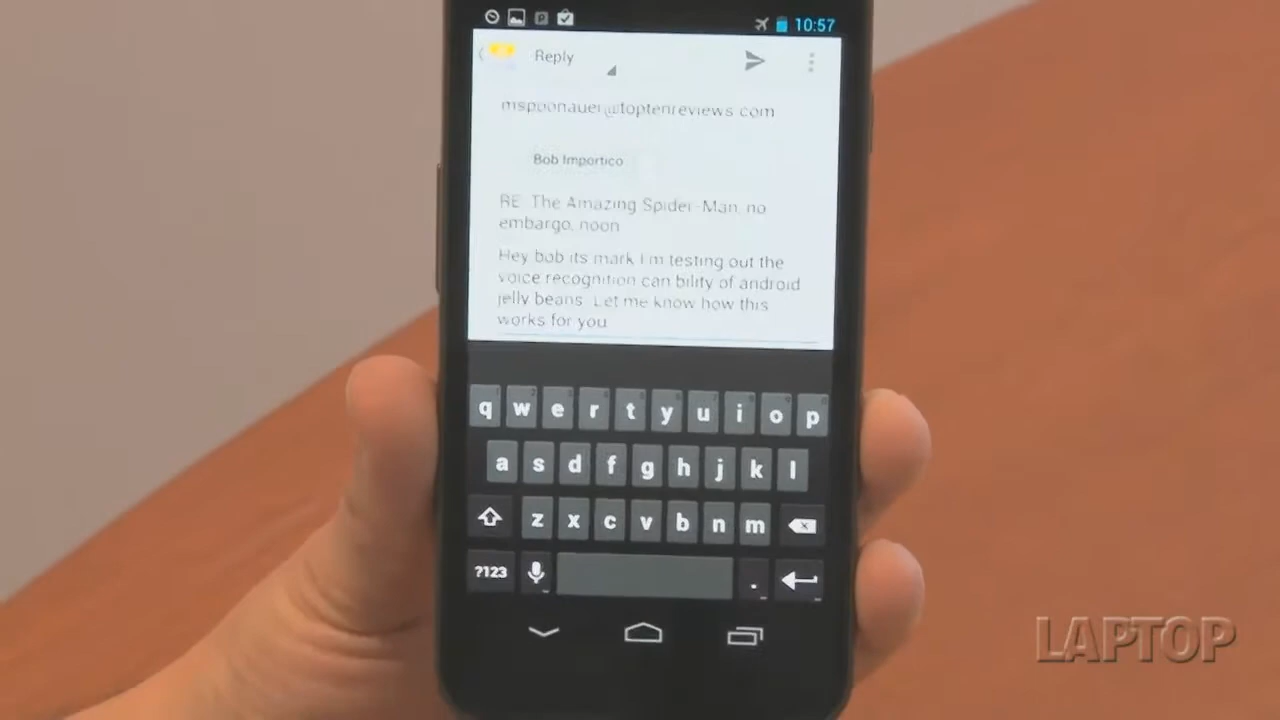 10:57
Reply
mspoonauer@toptenreviews.com
Bob Importico
RE: The Amazing Spider-Man, no
embargo, noon
Hey bob its mark I'm testing out the
voice recognition can bility of android
jelly beans. Let me know how this
works for you
q w e r t y u i o p
a s d f g h j k l
z x c v b n m
?123 .
LAPTOP